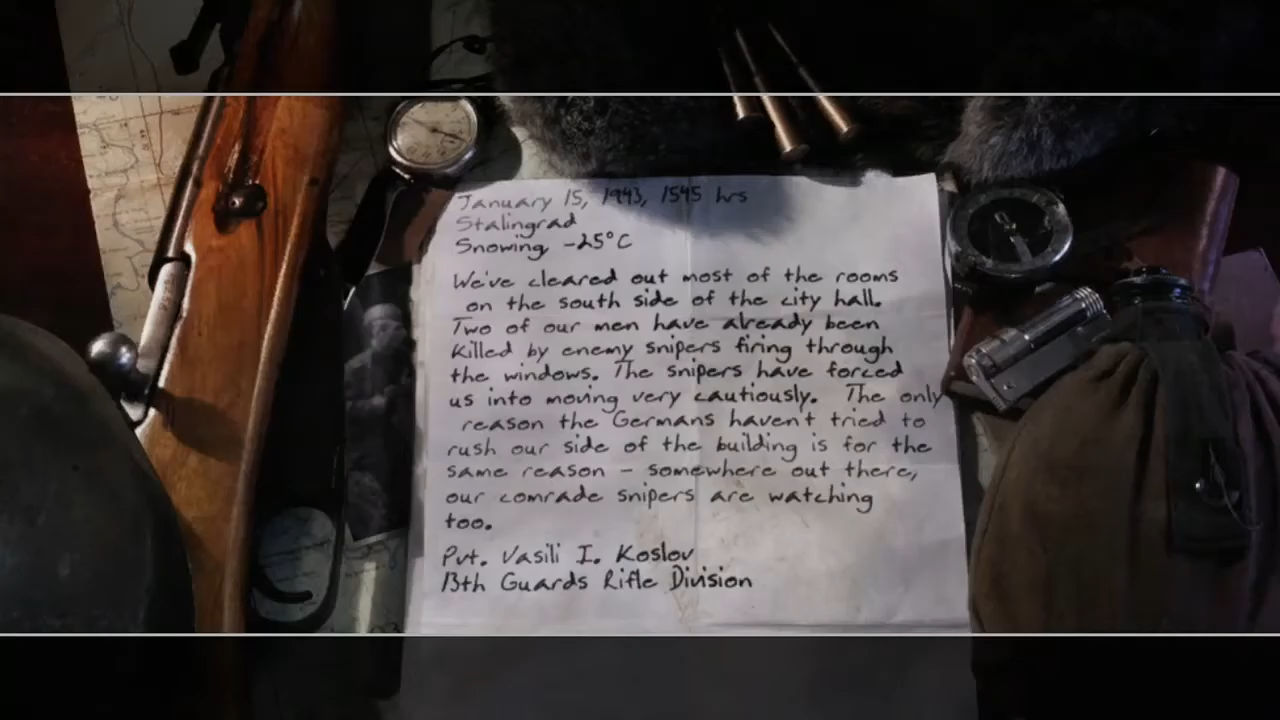 January 15, 1943, 1545 hrs
Stalingrad
Snowing -25°C
We've cleared out most of the rooms
on the south side of the city hall.
Two of our men have already been
killed by enemy snipers firing through
the windows. The snipers have forced
us into moving very cautiously. The only
reason the Germans haven't tried to
rush our side of the building is for the
same reason - somewhere out there,
our comrade snipers are watching
too.
Pvt. Vasili I. Koslov
13th Guards Rifle Division